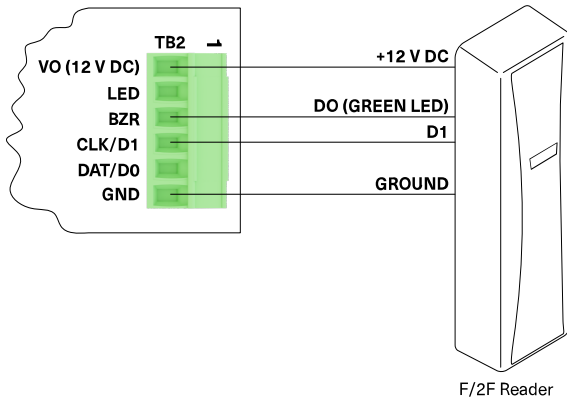 TB2 1
VO (12 V DC)
+12 V DC
LED
DO (GREEN LED)
BZR
D1
CLK/D1
DAT/D0
GROUND
GND
F/2F Reader